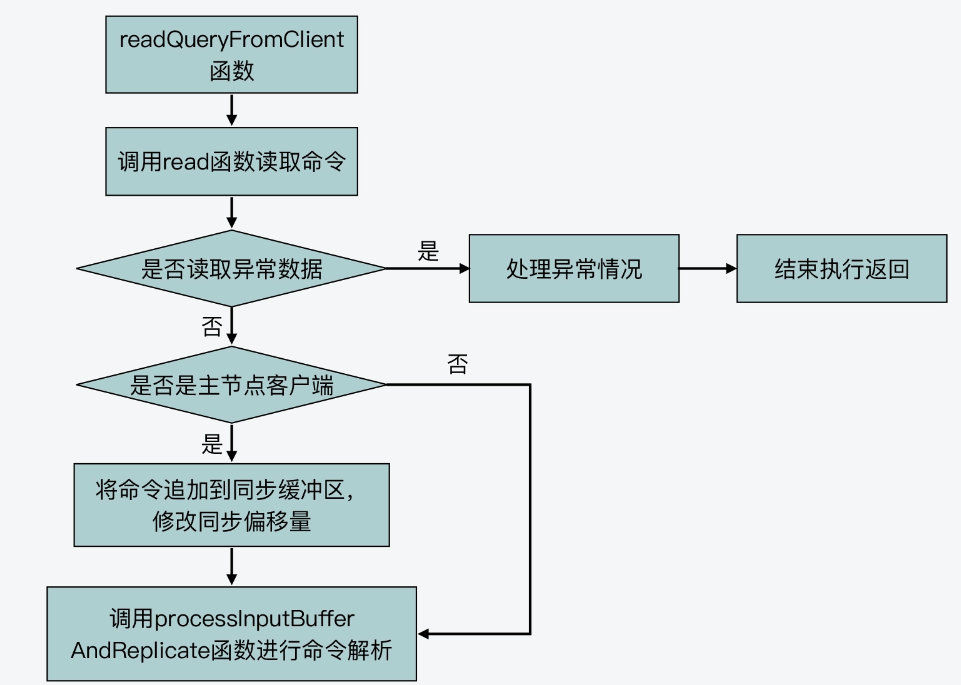 readQueryFromClient
函数
调用read函数读取命令
是否读取异常数据
是
处理异常情况
结束执行返回
否
是否是主节点客户端
否
是
将命令追加到同步缓冲区，
修改同步偏移量
调用processInputBuffer
AndReplicate函数进行命令解析